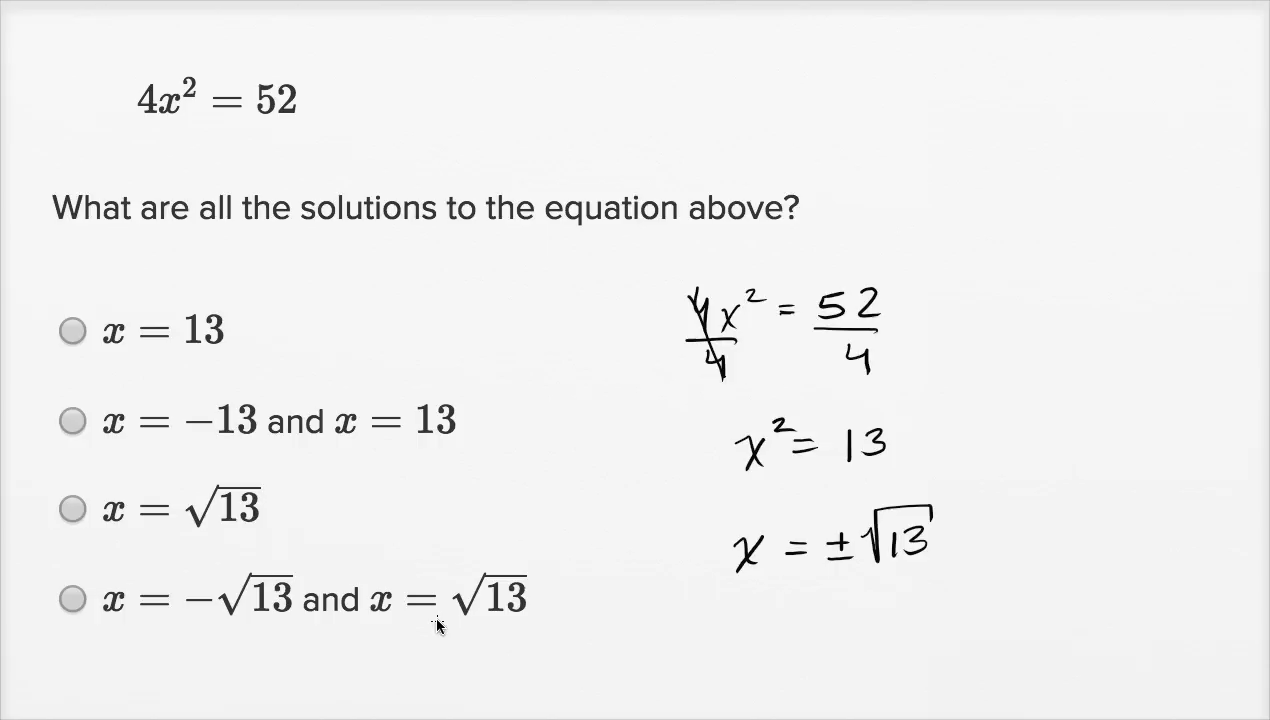 4x² = 52
What are all the solutions to the equation above?
x = 13
x = −13 and x = 13
x = √13
x = −√13 and x = √13
4x² = 52
4 4
x² = 13
x = ±√13